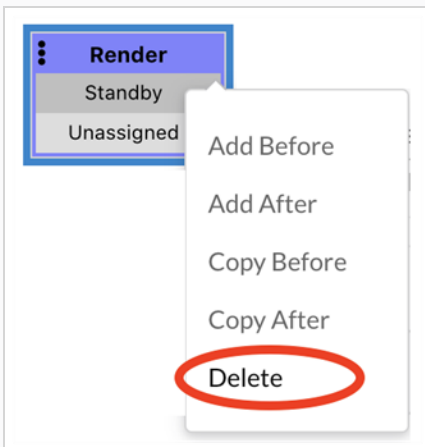 Render
Standby
Unassigned
Add Before
Add After
Copy Before
Copy After
Delete